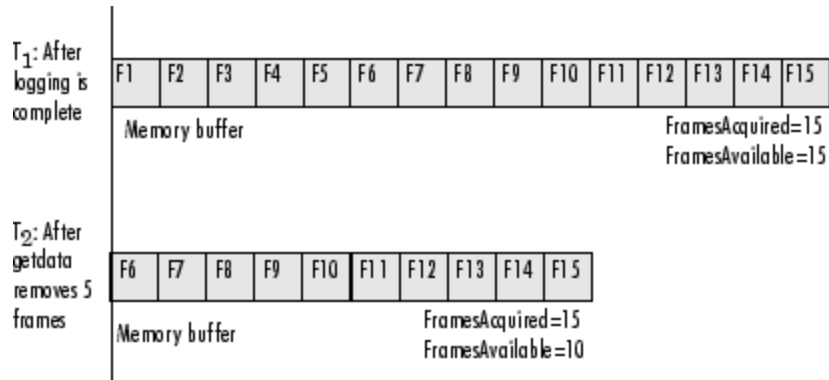 T1: After
logging is
complete
F1 F2 F3 F4 F5 F6 F7 F8 F9 F10 F11 F12 F13 F14 F15
Memory buffer
FramesAcquired=15
FramesAvailable=15
T2: After
getdata
removes 5
frames
F6 F7 F8 F9 F10 F11 F12 F13 F14 F15
Memory buffer
FramesAcquired=15
FramesAvailable=10